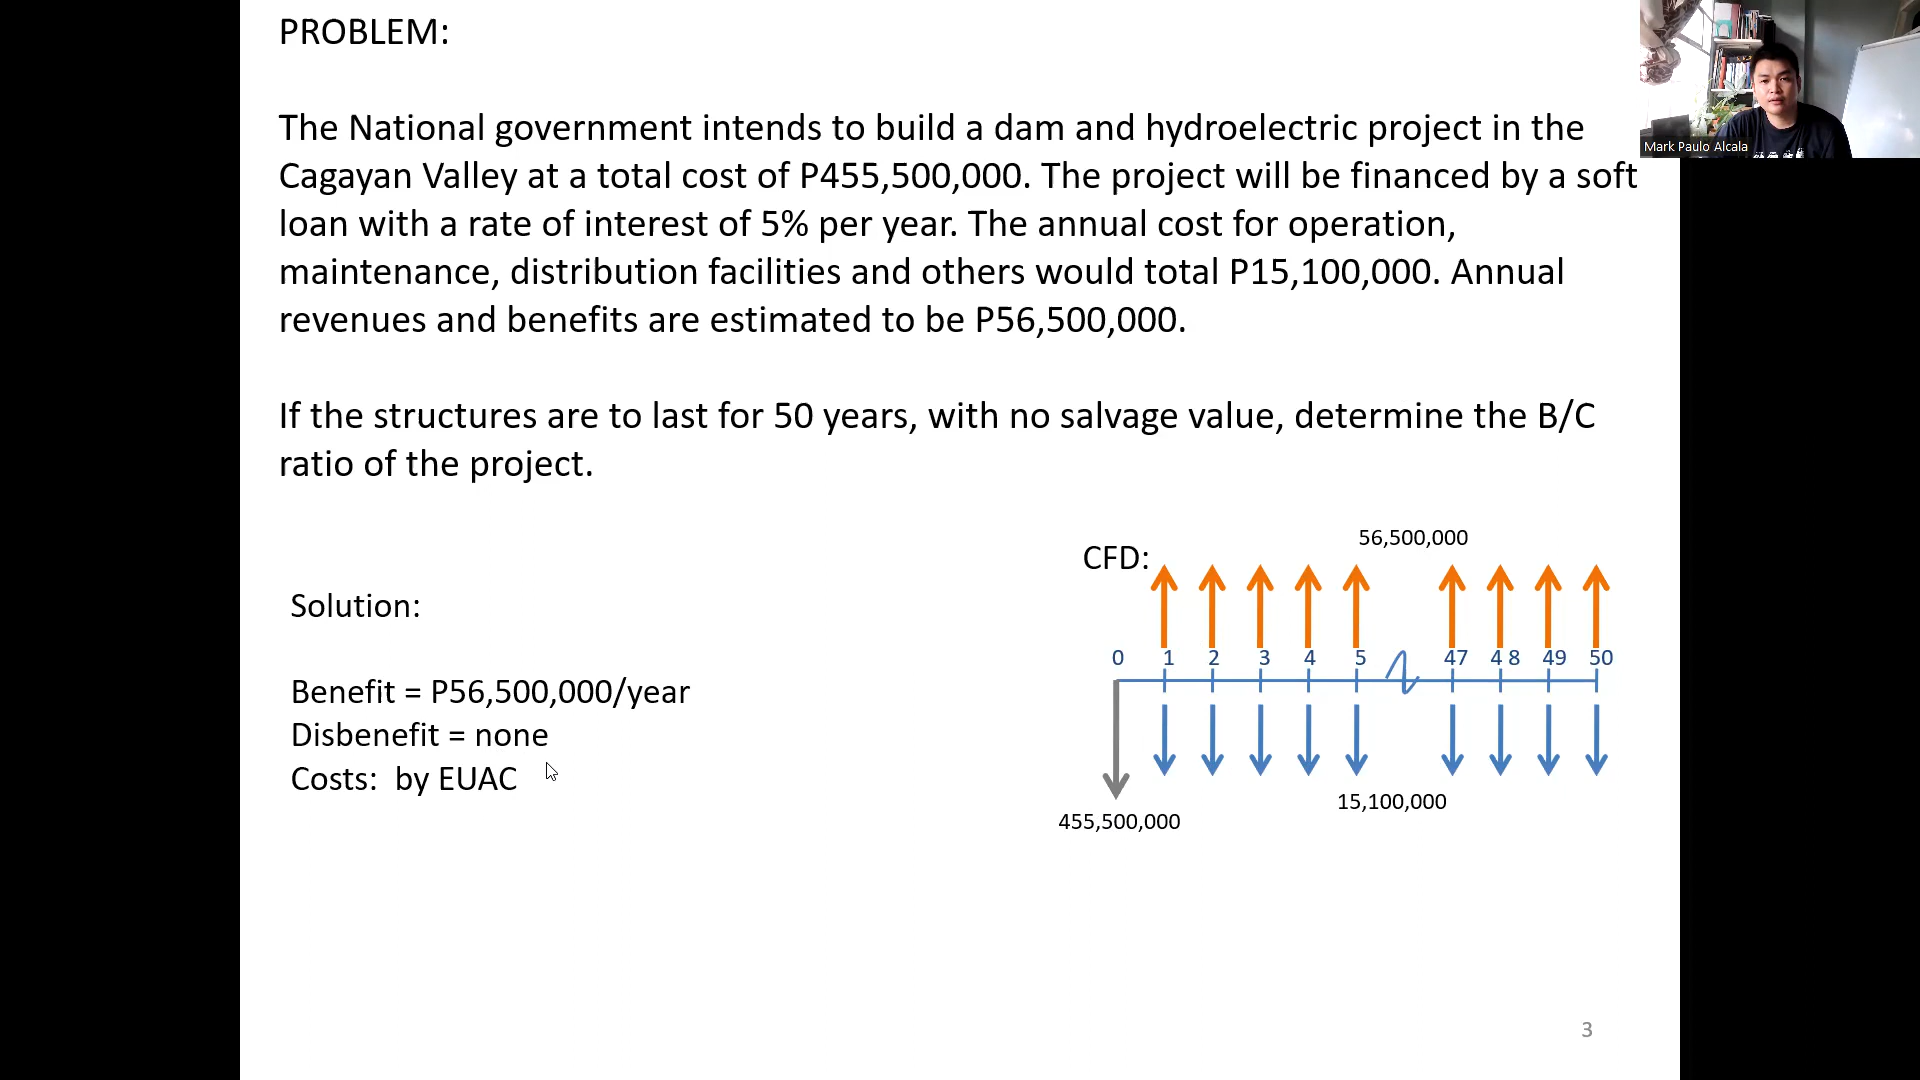 PROBLEM:
The National government intends to build a dam and hydroelectric project in the
Cagayan Valley at a total cost of P455,500,000. The project will be financed by a soft
loan with a rate of interest of 5% per year. The annual cost for operation,
maintenance, distribution facilities and others would total P15,100,000. Annual
revenues and benefits are estimated to be P56,500,000.
If the structures are to last for 50 years, with no salvage value, determine the B/C
ratio of the project.
Solution:
Benefit = P56,500,000/year
Disbenefit = none
Costs: by EUAC
CFD:
56,500,000
0 1 2 3 4 5 47 4 8 49 50
15,100,000
455,500,000
3
Mark Paulo Alcala